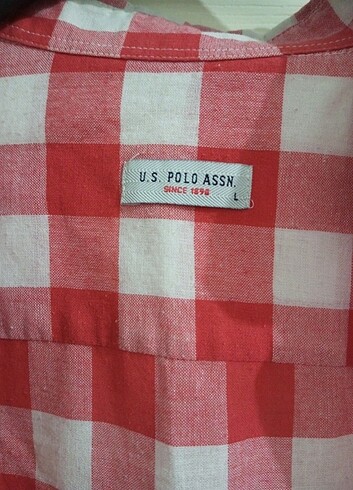 U.S. POLO ASSN.
SINCE 1890
L